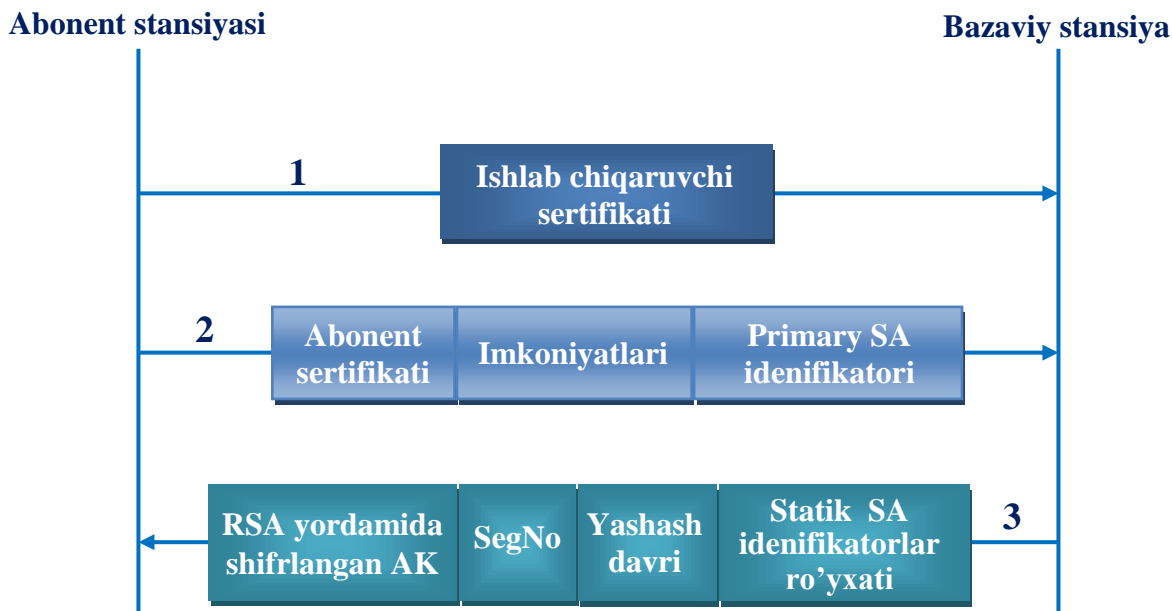 Abonent stansiyasi
Bazaviy stansiya
1
Ishlab chiqaruvchi
sertifikati
2
Abonent
sertifikati
Imkoniyatlari
Primary SA
idenifikatori
RSA yordamida
shifrlangan AK
SegNo
Yashash
davri
Statik SA
idenifikatorlar
ro’yxati
3